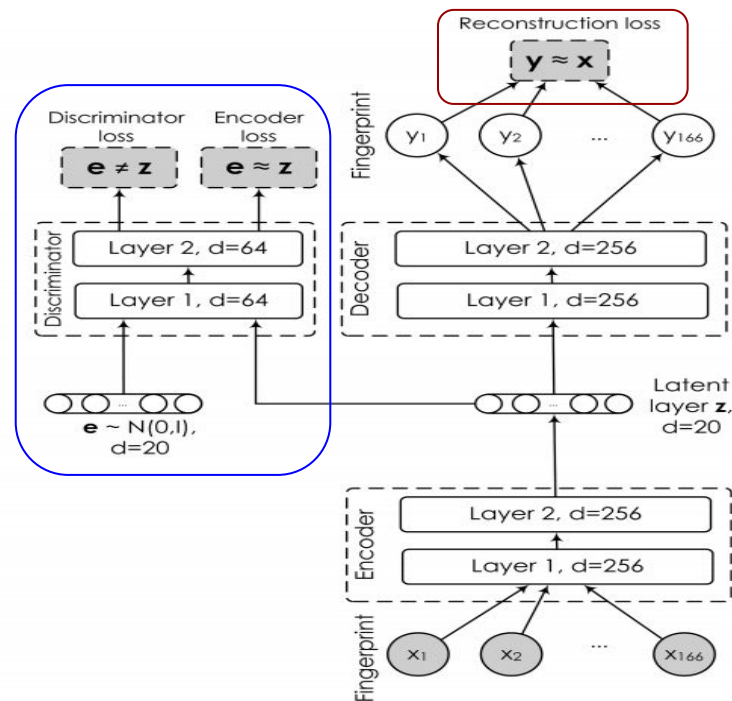 Reconstruction loss
y ≈ x
Fingerprint
y1
y2
...
y166
Discriminator
loss
Encoder
loss
e ≠ z
e ≈ z
Discriminator
Layer 2, d=64
Layer 1, d=64
Decoder
Layer 2, d=256
Layer 1, d=256
...
e ~ N(0,I),
d=20
...
Latent
layer z,
d=20
Encoder
Layer 2, d=256
Layer 1, d=256
Fingerprint
x1
x2
...
x166